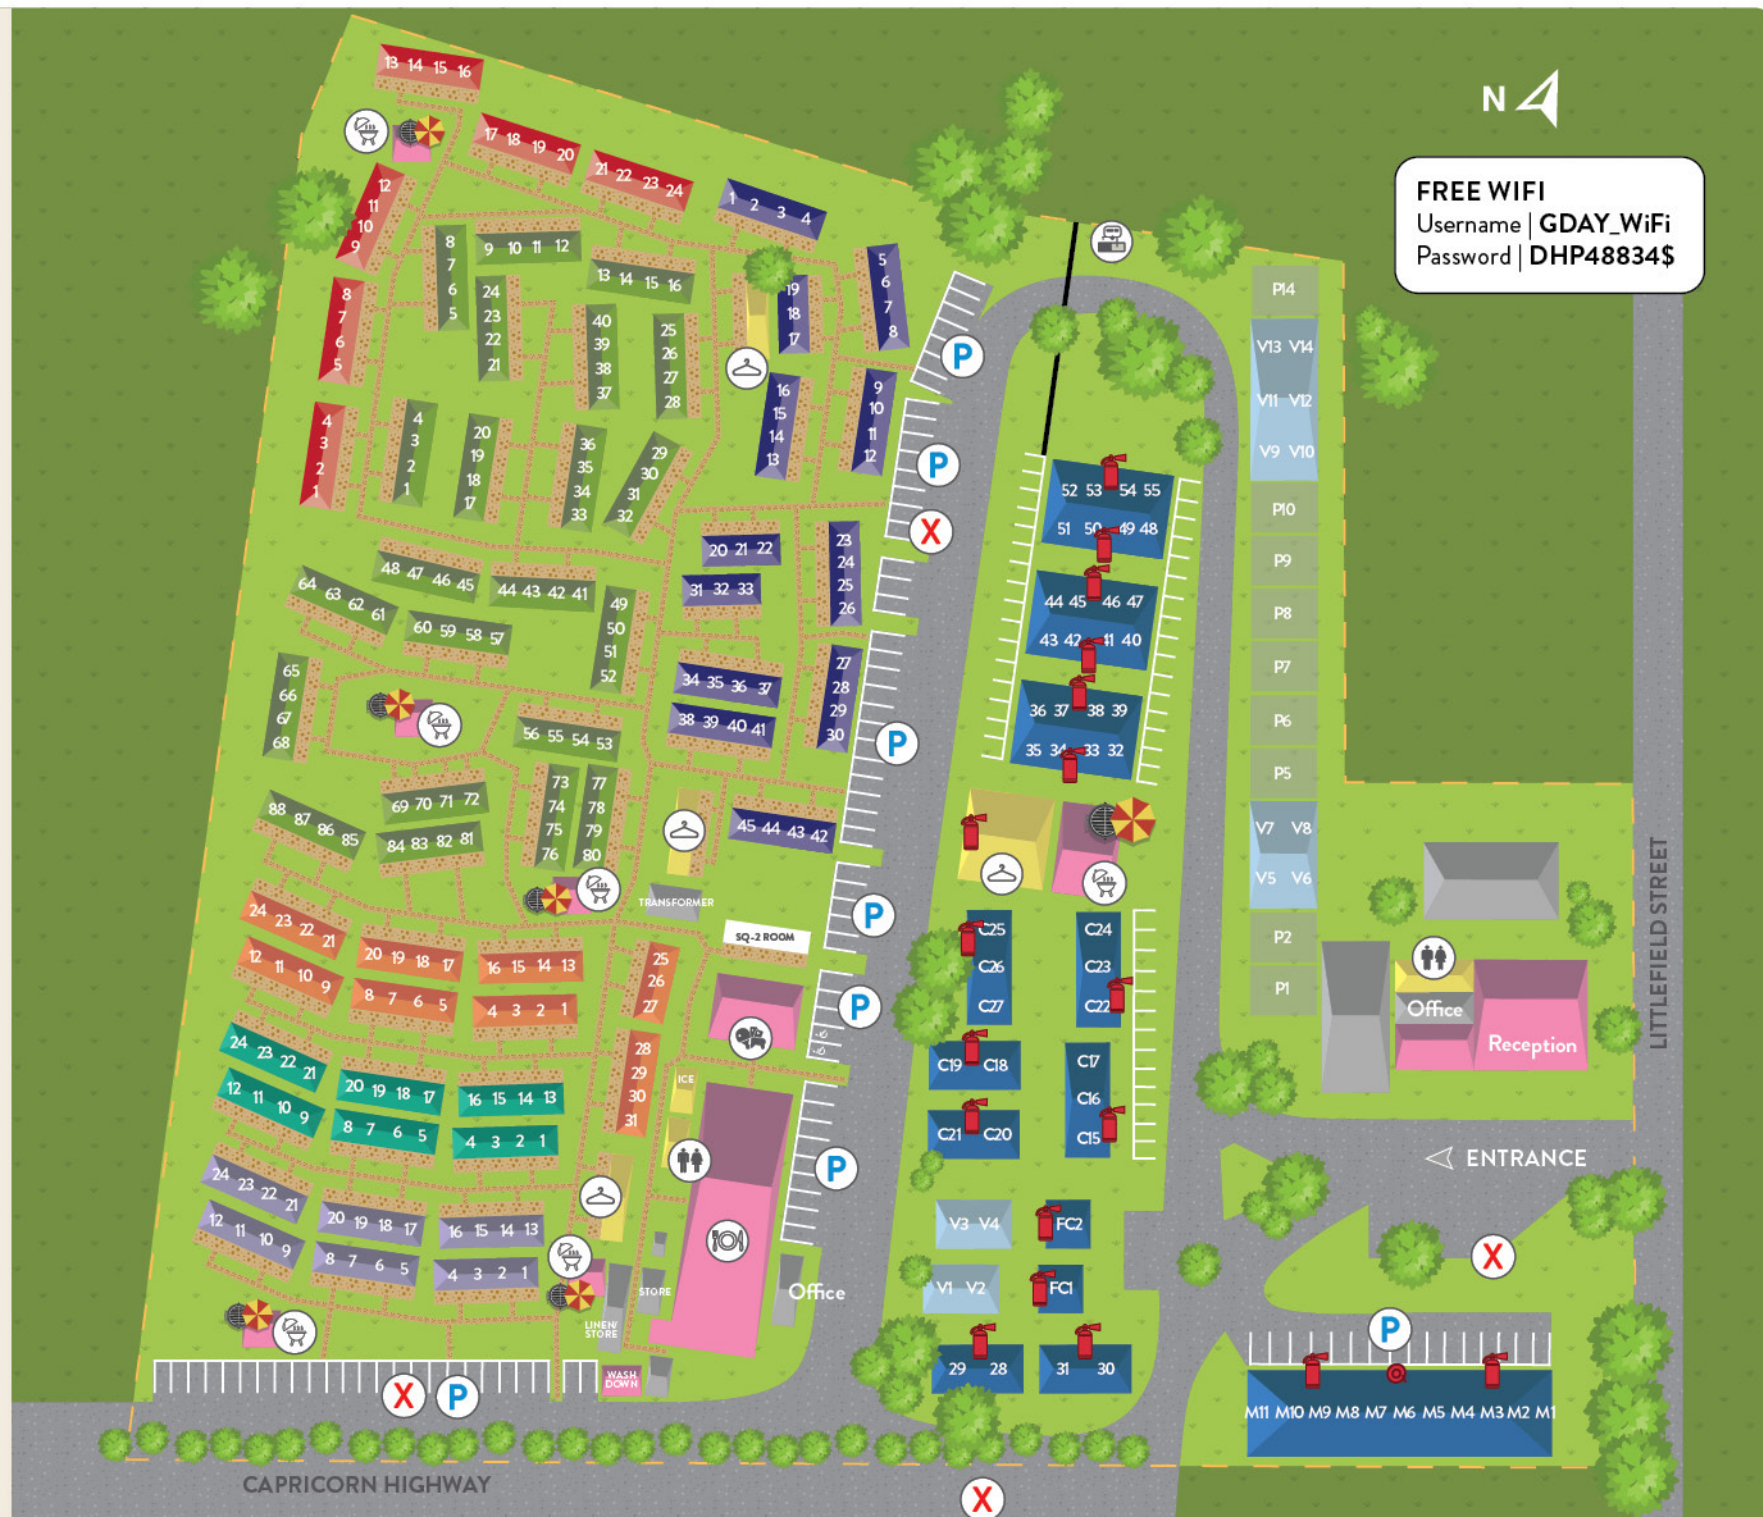 13 14 15 16
17 18 19 20
21 22 23 24
1 2 3 4
N
FREE WIFI
Username | GDAY_WiFi
Password | DHP48834$
12
11
10
9
8
7
6
5
4
3
2
1
8
7
6
5
9 10 11 12
13 14 15 16
24
23
22
21
40
39
38
37
25
26
27
28
19
18
17
5
6
7
8
16
15
14
13
9
10
11
12
4
3
2
1
20
19
18
17
36
35
34
33
29
30
31
32
P
P
X
20 21 22
31 32 33
23
24
25
26
48 47 46 45
44 43 42 41
64 63 62 61
60 59 58 57
49
50
51
52
34 35 36 37
38 39 40 41
27
28
29
30
P
65
66
67
68
56 55 54 53
69 70 71 72
84 83 82 81
88 87 86 85
73
74
75
76
77
78
79
80
45 44 43 42
TRANSFORMER
SQ-2 ROOM
P
P
24 23 22 21
12 11 10 9
20 19 18 17
8 7 6 5
16 15 14 13
4 3 2 1
25
26
27
28
29
30
31
ICE
24 23 22 21
12 11 10 9
20 19 18 17
8 7 6 5
16 15 14 13
4 3 2 1
P
24 23 22 21
12 11 10 9
20 19 18 17
8 7 6 5
16 15 14 13
4 3 2 1
STORE
LINEN/
STORE
Office
WASH
DOWN
X P
52 53 54 55
51 50 49 48
44 45 46 47
43 42 41 40
36 37 38 39
35 34 33 32
C25
C26
C27
C24
C23
C22
C19 C18
C21 C20
C17
C16
C15
V3 V4
FC2
V1 V2
FC1
29 28
31 30
P14
V13 V14
V11 V12
V9 V10
P10
P9
P8
P7
P6
P5
V7 V8
V5 V6
P2
P1
Office
Reception
LITTLEFIELD STREET
ENTRANCE
X
P
M11 M10 M9 M8 M7 M6 M5 M4 M3 M2 M1
CAPRICORN HIGHWAY
X